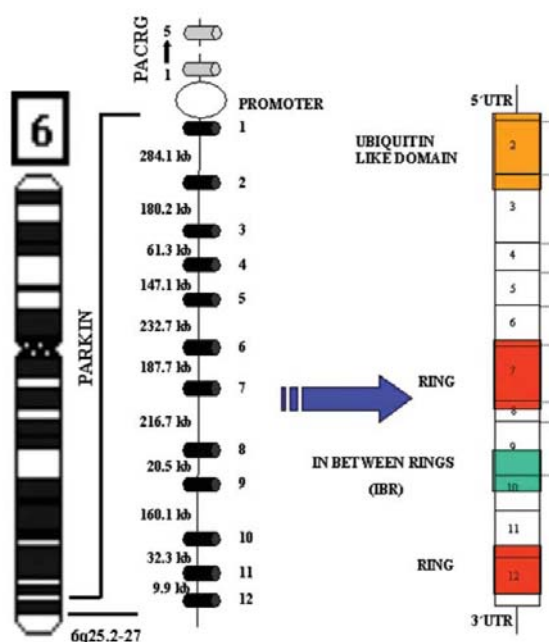 6
PARKIN
6q25.2-27
PACRG
5
1
PROMOTER
1
284.1 kb
2
180.2 kb
3
61.3 kb
4
147.1 kb
5
232.7 kb
6
187.7 kb
7
216.7 kb
8
20.5 kb
9
160.1 kb
10
32.3 kb
11
9.9 kb
12
5´UTR
UBIQUITIN
LIKE DOMAIN
2
3
4
5
6
RING
7
8
9
IN BETWEEN RINGS
(IBR)
10
11
RING
12
3´UTR